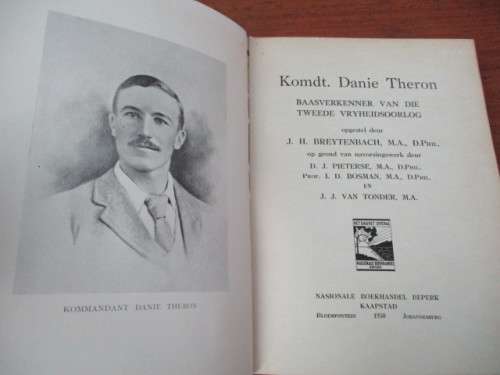 KOMMANDANT DANIE THERON
Komdt. Danie Theron
BAASVERKENNER VAN DIE
TWEEDE VRYHEIDSOORLOG
opgestel deur
J. H. BREYTENBACH, M.A., D.PHIL.
op grond van navorsingswerk deur
D. J. PIETERSE, M.A., D.PHIL.,
PROF. I. D. BOSMAN, M.A., D.PHIL.,
EN
J. J. VAN TONDER, M.A.
NASIONALE BOEKHANDEL BEPERK
KAAPSTAD
BLOEMFONTEIN 1950 JOHANNESBURG